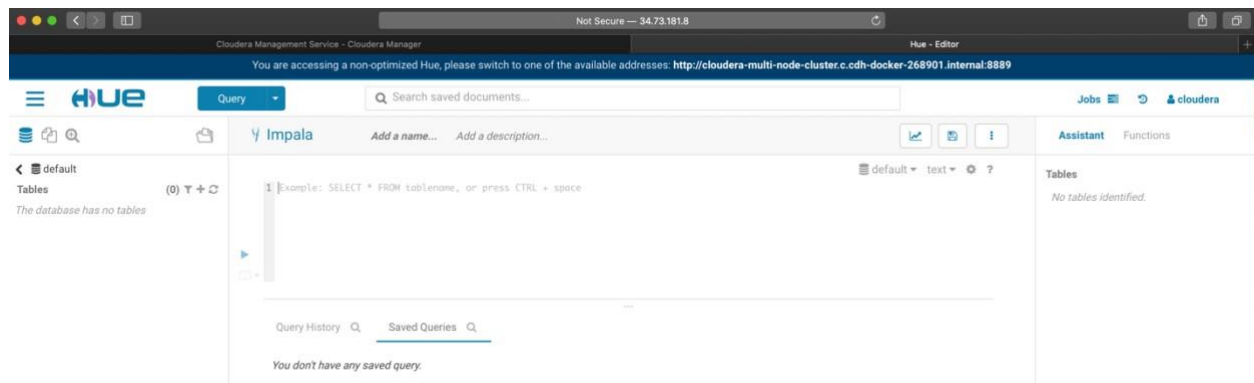 Not Secure — 34.73.181.8
Cloudera Management Service - Cloudera Manager
Hue - Editor
You are accessing a non-optimized Hue, please switch to one of the available addresses: http://cloudera-multi-node-cluster.c.cdh-docker-268901.internal:8889
HUE
Query
Search saved documents...
Jobs
cloudera
Impala
Add a name...
Add a description...
Assistant
Functions
default
Tables
(0)
The database has no tables
default
text
?
1
Example: SELECT * FROM tablename, or press CTRL + space
Tables
No tables identified.
Query History
Saved Queries
You don't have any saved query.